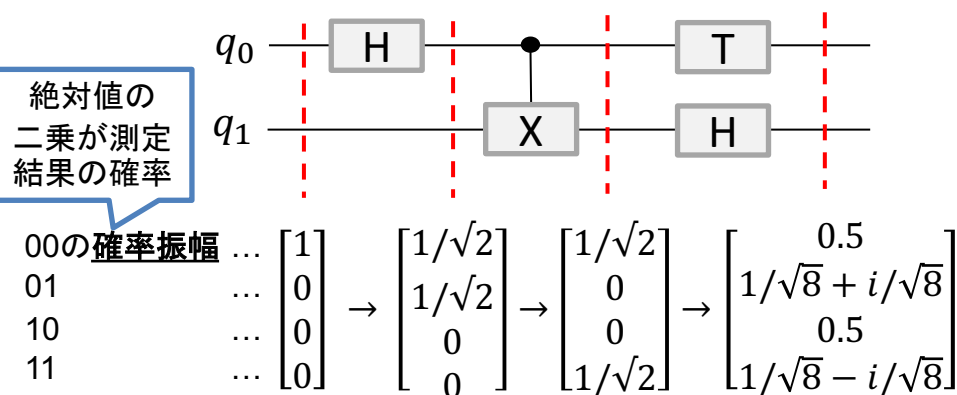 q₀ H T
絶対値の
二乗が測定
結果の確率
q₁ X H
00の確率振幅 … [1] [1/√2] [1/√2] [0.5]
01 … [0] → [1/√2] → [0] → [1/√8 + i/√8]
10 … [0] [0] [0] [0.5]
11 … [0] [0] [1/√2] [1/√8 − i/√8]